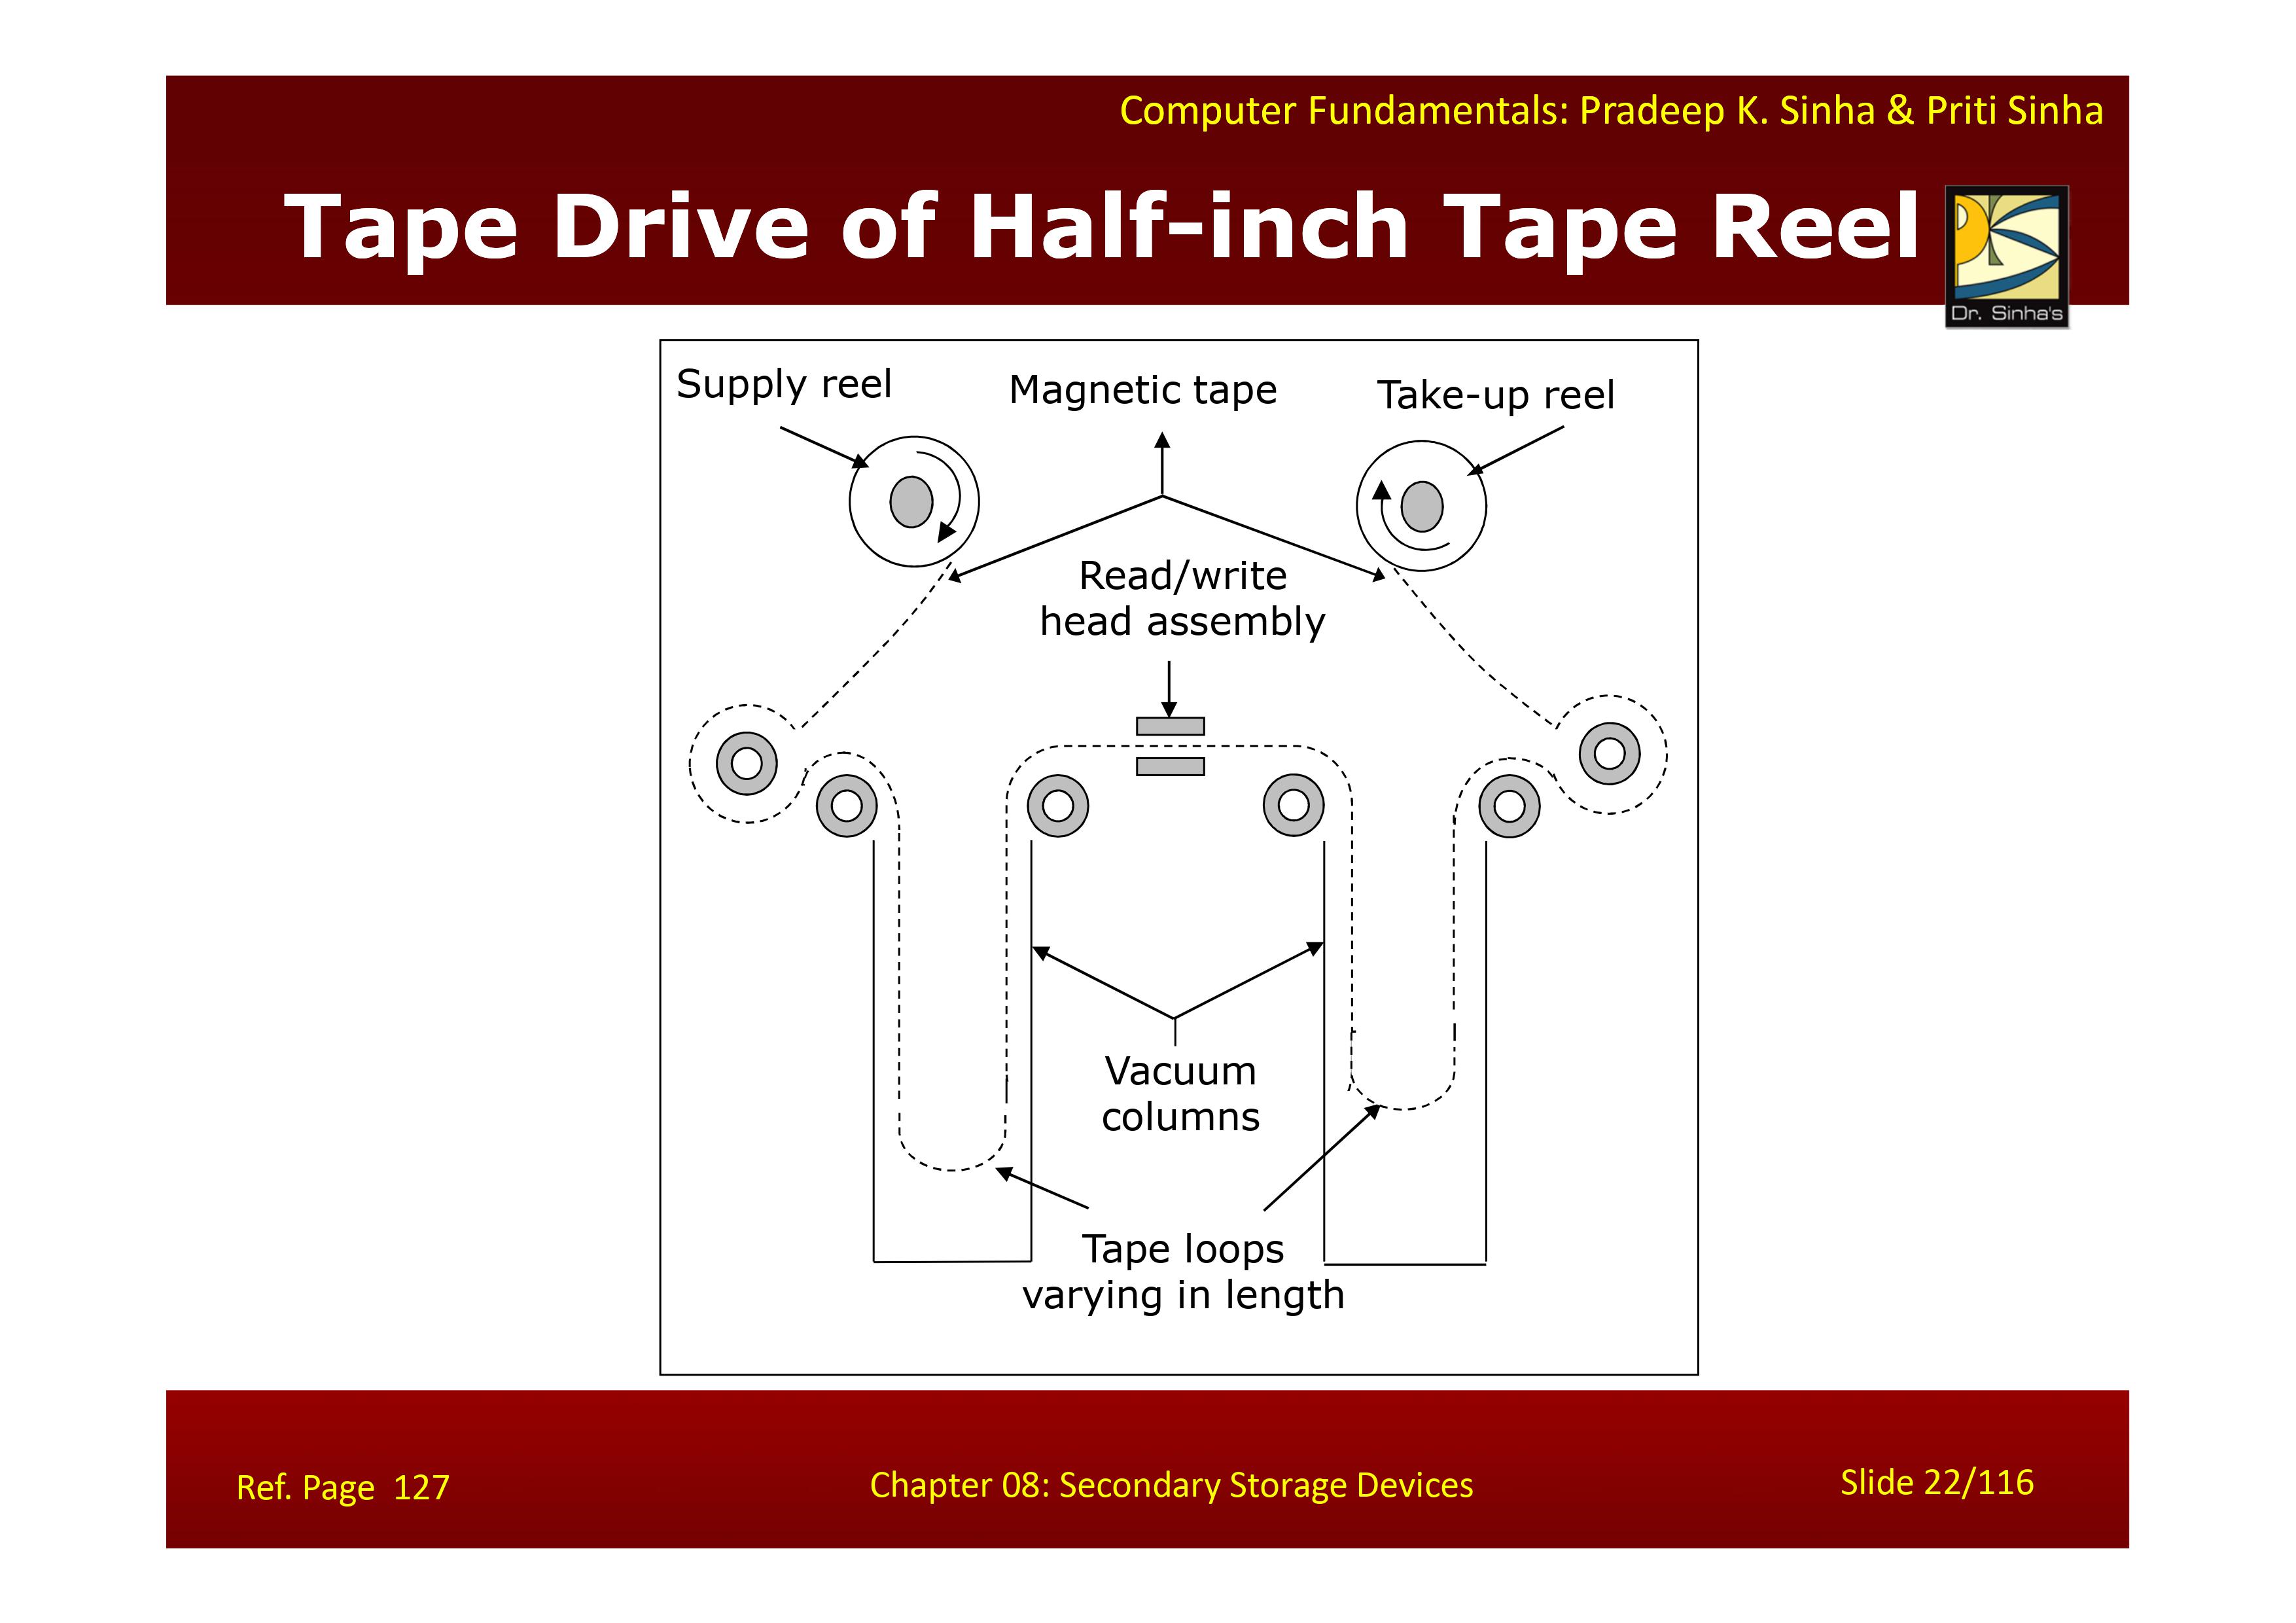 Computer Fundamentals: Pradeep K. Sinha & Priti Sinha
Tape Drive of Half-inch Tape Reel
Dr. Sinha's
Supply reel
Magnetic tape
Take-up reel
Read/write
head assembly
Vacuum
columns
Tape loops
varying in length
Ref. Page 127
Chapter 08: Secondary Storage Devices
Slide 22/116